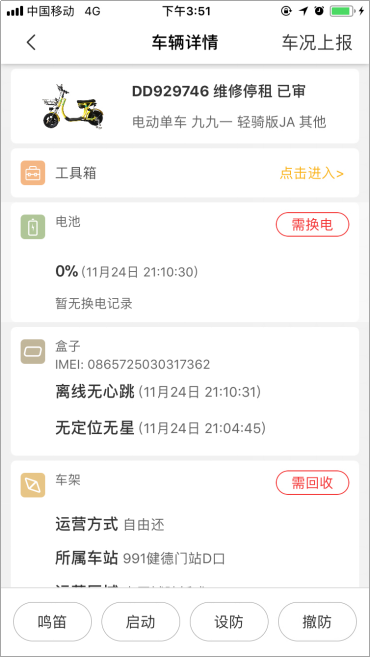 中国移动 4G 下午3:51
车辆详情 车况上报
DD929746 维修停租 已审
电动单车 九九一 轻骑版JA 其他
工具箱 点击进入>
电池 需换电
0% (11月24日 21:10:30)
暂无换电记录
盒子
IMEI: 0865725030317362
离线无心跳 (11月24日 21:10:31)
无定位无星 (11月24日 21:04:45)
车架 需回收
运营方式 自由还
所属车站 991健德门站D口
鸣笛 启动 设防 撤防